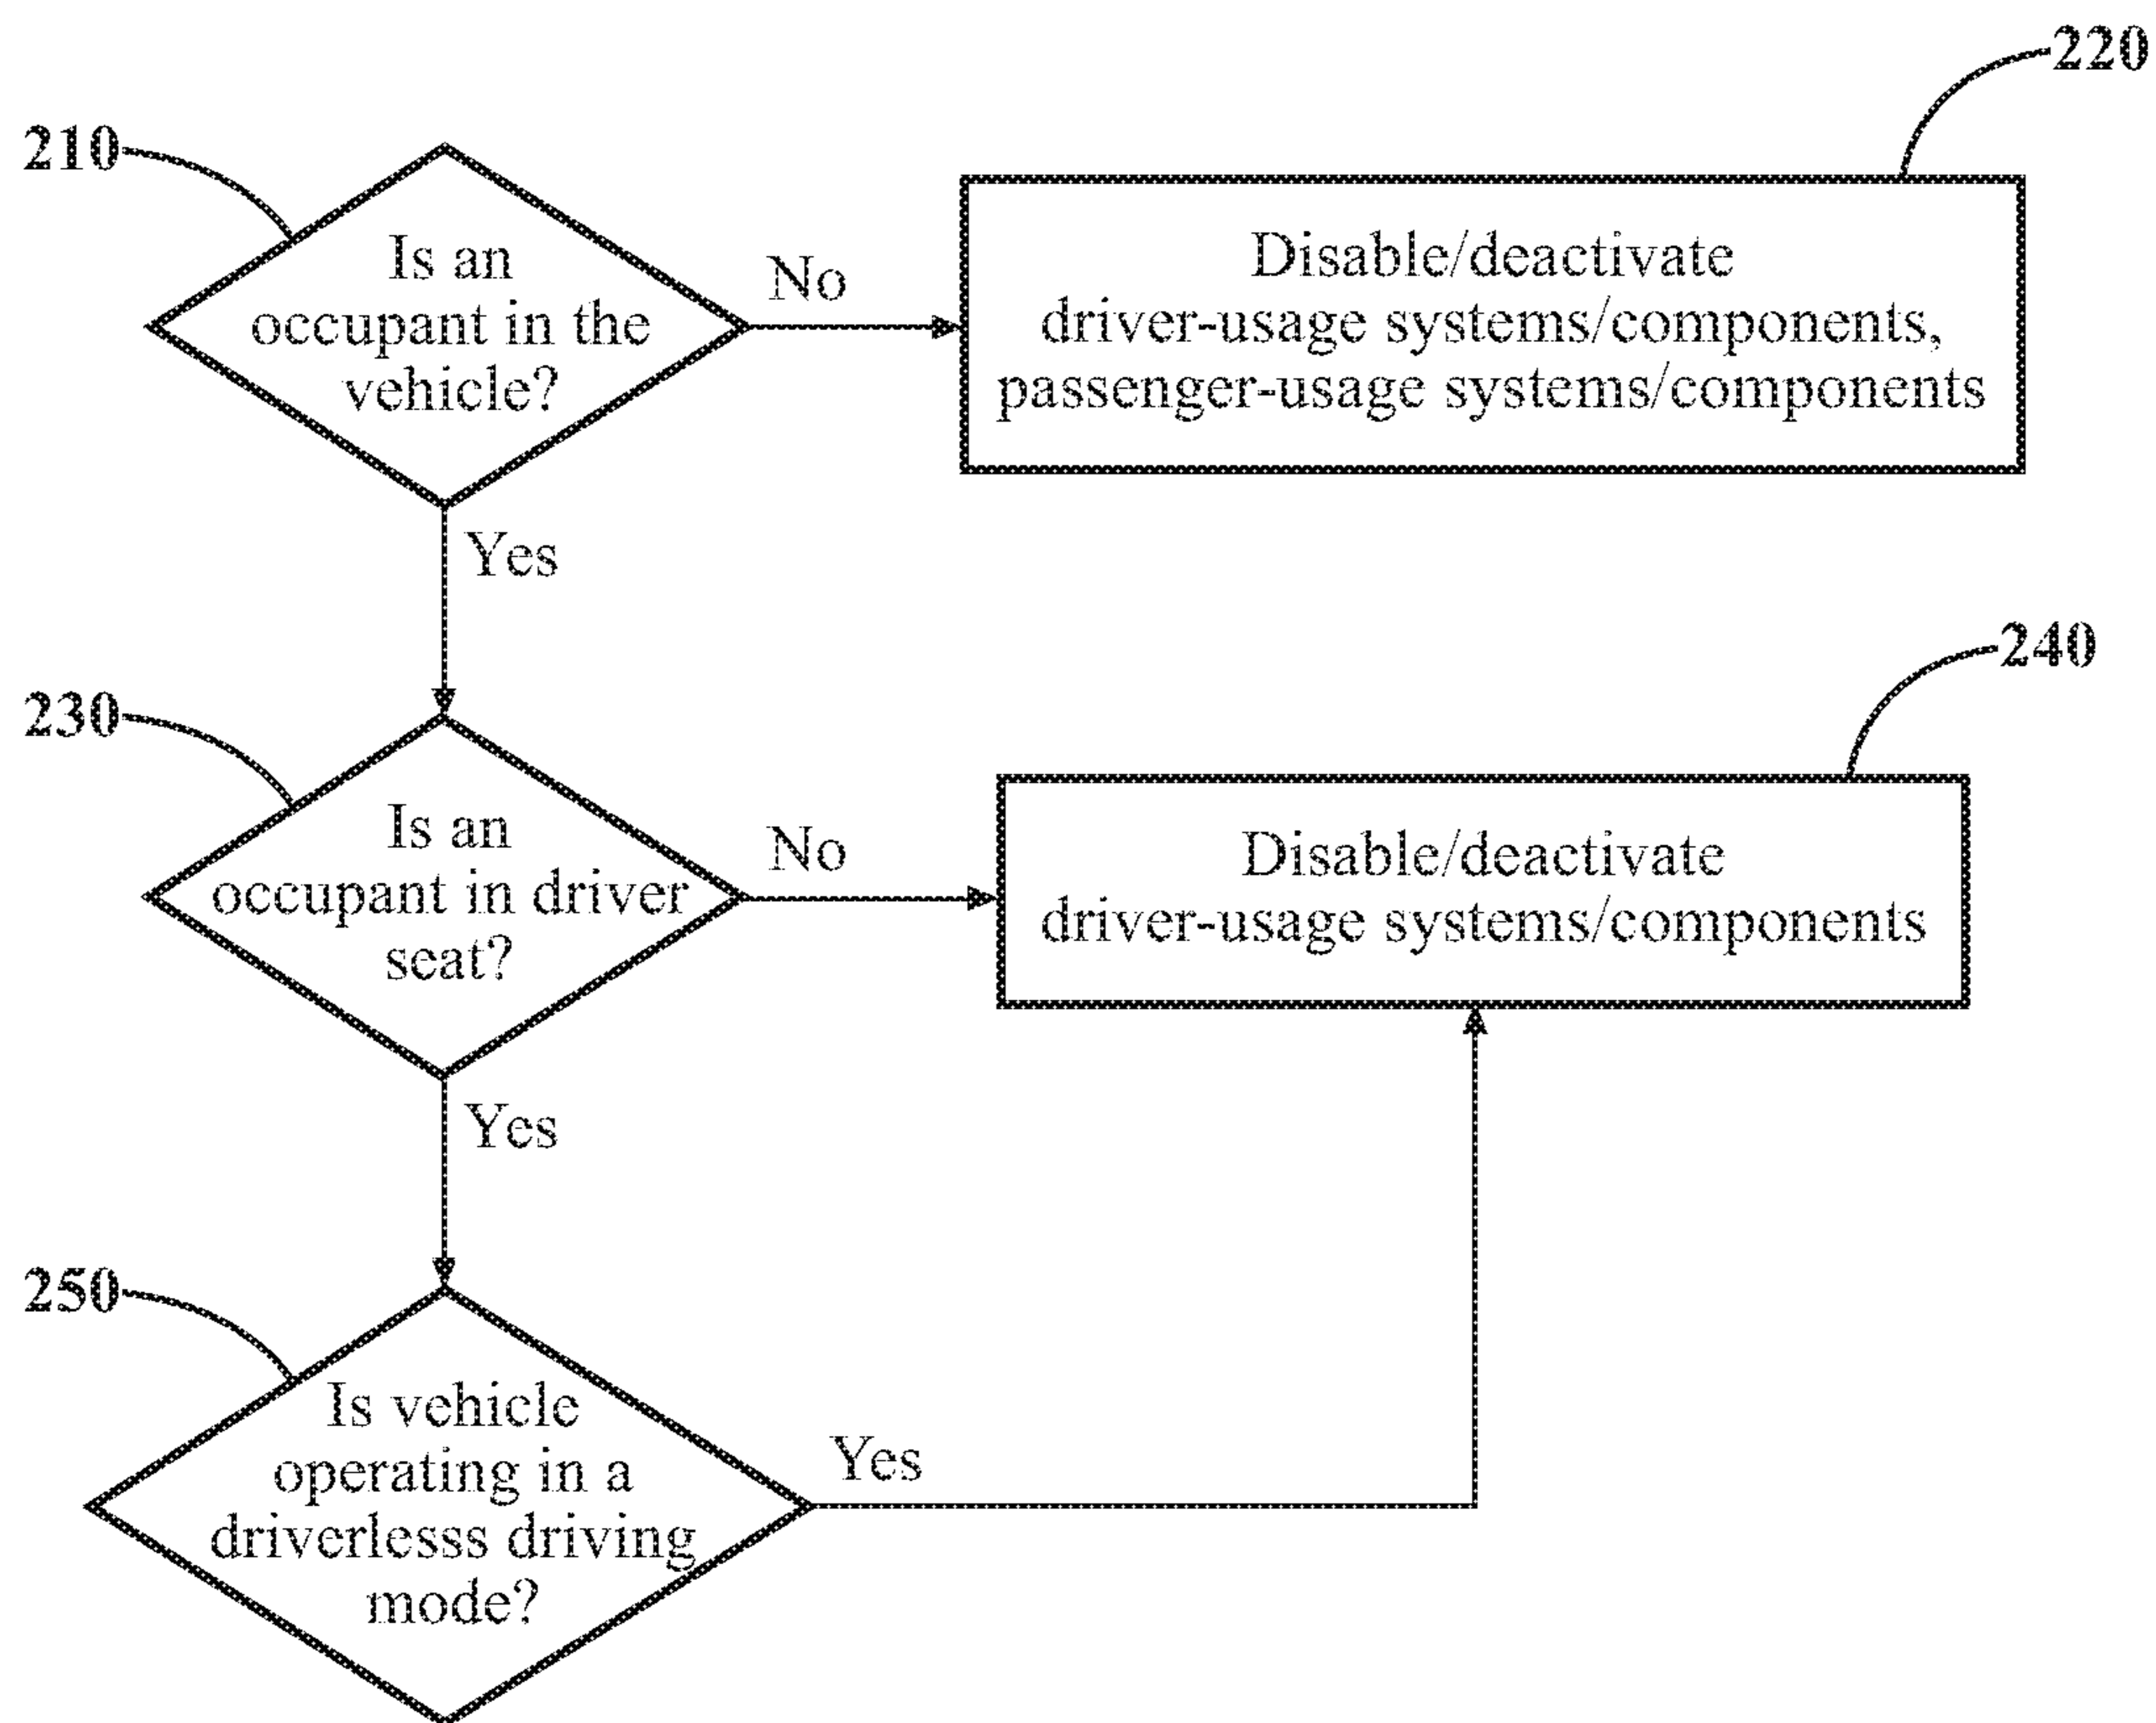 220
210
Is an
occupant in the
vehicle?
No
Disable/deactivate
driver-usage systems/components,
passenger-usage systems/components
Yes
230
240
Is an
occupant in driver
seat?
No
Disable/deactivate
driver-usage systems/components
Yes
250
Is vehicle
operating in a
driverlesss driving
mode?
Yes